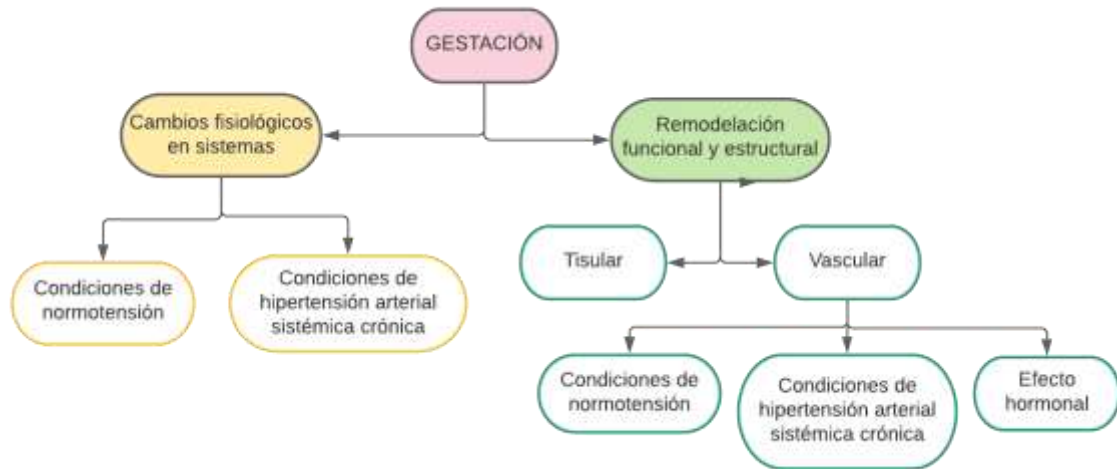 GESTACIÓN
Cambios fisiológicos
en sistemas
Remodelación
funcional y estructural
Condiciones de
normotensión
Condiciones de
hipertensión arterial
sistémica crónica
Tisular
Vascular
Condiciones de
normotensión
Condiciones de
hipertensión arterial
sistémica crónica
Efecto
hormonal